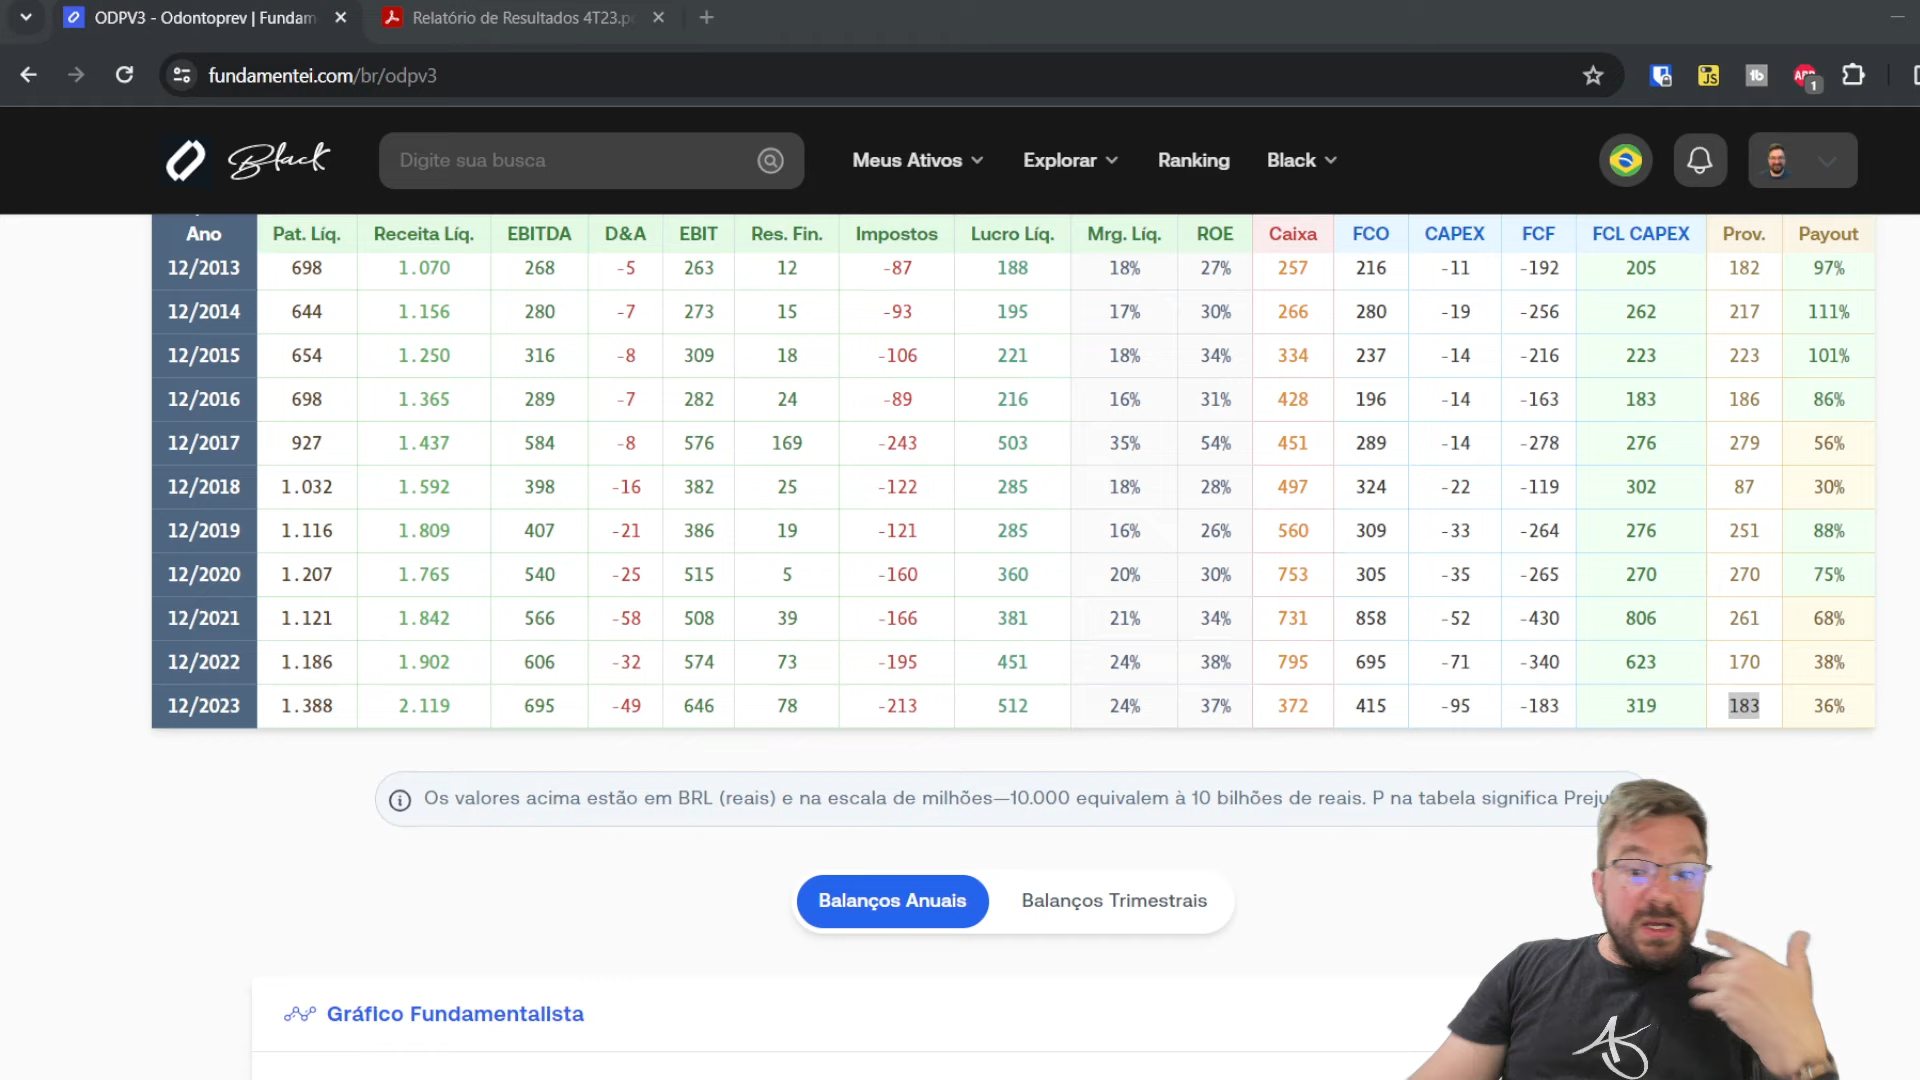 ODPV3 - Odontoprev | Fundam
Relatório de Resultados 4T23.p
fundamentei.com/br/odpv3
1
Black
Digite sua busca
Meus Ativos
Explorar
Ranking
Black
Ano Pat. Líq. Receita Líq. EBITDA D&A EBIT Res. Fin. Impostos Lucro Líq. Mrg. Líq. ROE Caixa FCO CAPEX FCF FCL CAPEX Prov. Payout
12/2013 698 1.070 268 -5 263 12 -87 188 18% 27% 257 216 -11 -192 205 182 97%
12/2014 644 1.156 280 -7 273 15 -93 195 17% 30% 266 280 -19 -256 262 217 111%
12/2015 654 1.250 316 -8 309 18 -106 221 18% 34% 334 237 -14 -216 223 223 101%
12/2016 698 1.365 289 -7 282 24 -89 216 16% 31% 428 196 -14 -163 183 186 86%
12/2017 927 1.437 584 -8 576 169 -243 503 35% 54% 451 289 -14 -278 276 279 56%
12/2018 1.032 1.592 398 -16 382 25 -122 285 18% 28% 497 324 -22 -119 302 87 30%
12/2019 1.116 1.809 407 -21 386 19 -121 285 16% 26% 560 309 -33 -264 276 251 88%
12/2020 1.207 1.765 540 -25 515 5 -160 360 20% 30% 753 305 -35 -265 270 270 75%
12/2021 1.121 1.842 566 -58 508 39 -166 381 21% 34% 731 858 -52 -430 806 261 68%
12/2022 1.186 1.902 606 -32 574 73 -195 451 24% 38% 795 695 -71 -340 623 170 38%
12/2023 1.388 2.119 695 -49 646 78 -213 512 24% 37% 372 415 -95 -183 319 183 36%
Os valores acima estão em BRL (reais) e na escala de milhões—10.000 equivalem à 10 bilhões de reais. P na tabela significa Preju
Balanços Anuais
Balanços Trimestrais
Gráfico Fundamentalista